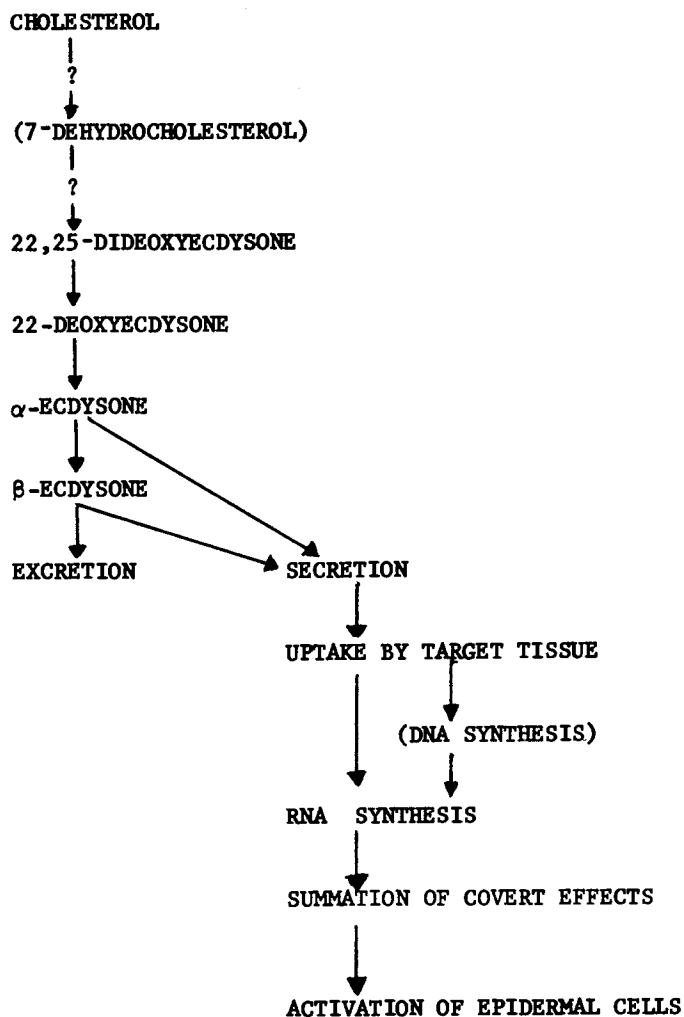 CHOLESTEROL
?
(7-DEHYDROCHOLESTEROL)
?
22,25-DIDEOXYECDYSONE
22-DEOXYECDYSONE
α-ECDYSONE
β-ECDYSONE
EXCRETION
SECRETION
UPTAKE BY TARGET TISSUE
(DNA SYNTHESIS)
RNA SYNTHESIS
SUMMATION OF COVERT EFFECTS
ACTIVATION OF EPIDERMAL CELLS